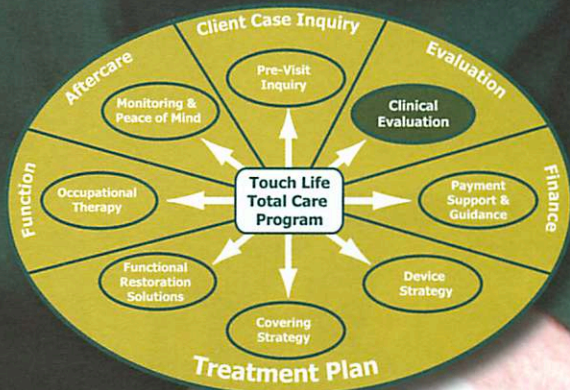 Client Case Inquiry
Pre-Visit
Inquiry
Evaluation
Clinical
Evaluation
Finance
Payment
Support &
Guidance
Device
Strategy
Treatment Plan
Covering
Strategy
Functional
Restoration
Solutions
Function
Occupational
Therapy
Aftercare
Monitoring &
Peace of Mind
Touch Life
Total Care
Program